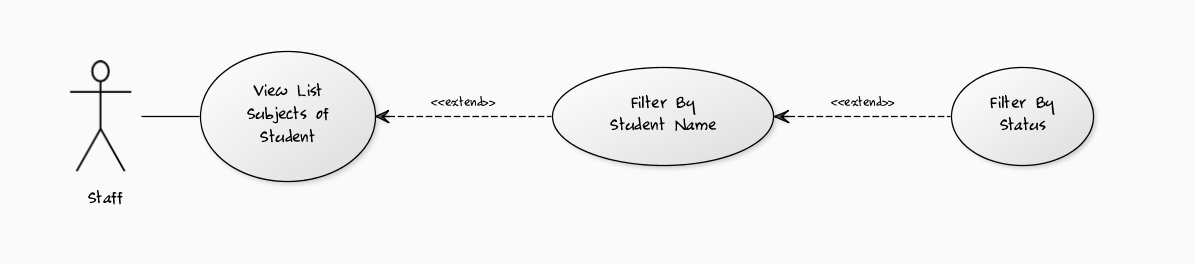 View List
Subjects of
Student
<<extend>>
Filter By
Student Name
<<extend>>
Filter By
Status
Staff